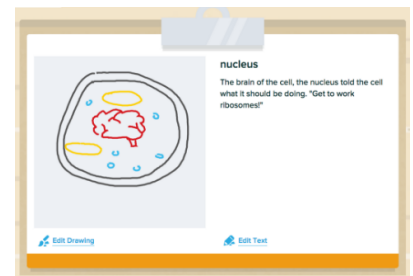 nucleus
The brain of the cell, the nucleus told the cell
what it should be doing. "Get to work
ribosomes!"
Edit Drawing
Edit Text